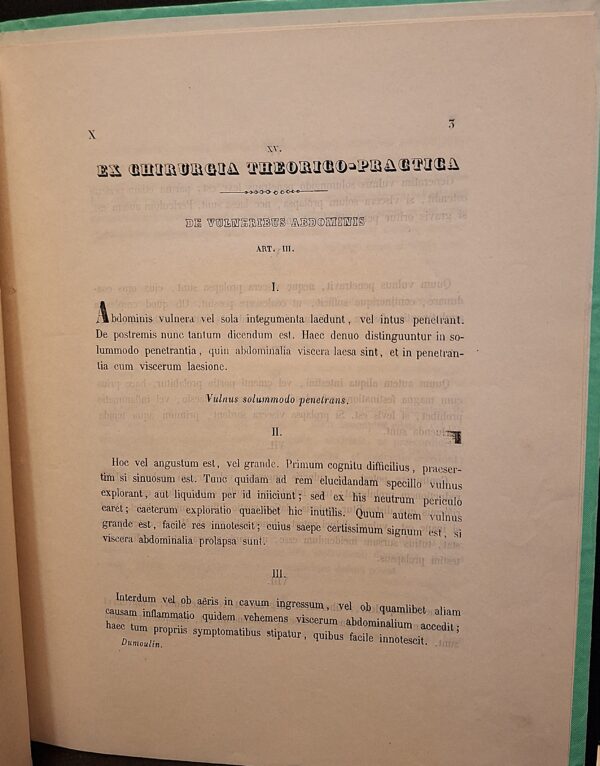 X
3
XV.
EX CHIRURGIA THEORICO-PRACTICA
DE VULNERIBUS ABDOMINIS
ART. III.
I.
Abdominis vulnera vel sola integumenta laedunt, vel intus penetrant.
De postremis nunc tantum dicendum est. Haec denuo distinguuntur in so-
lummodo penetrantia, quin abdominalia viscera laesa sint, et in penetran-
tia cum viscerum laesione.
Vulnus solummodo penetrans.
II.
Hoc vel angustum est, vel grande. Primum cognitu difficilius, praeser-
tim si sinuosum est. Tunc quidam ad rem elucidandam specillo vulnus
explorant, aut liquidum per id iniiciunt; sed ex his neutrum periculo
caret; caeterum exploratio quaelibet hic inutilis. Quum autem vulnus
grande est, facile res innotescit; cuius saepe certissimum signum est, si
viscera abdominalia prolapsa sunt.
III.
Interdum vel ob aëris in cavum ingressum, vel ob quamlibet aliam
causam inflammatio quidem vehemens viscerum abdominalium accedit;
haec tum propriis symptomatibus stipatur, quibus facile innotescit.
Dumoulin.